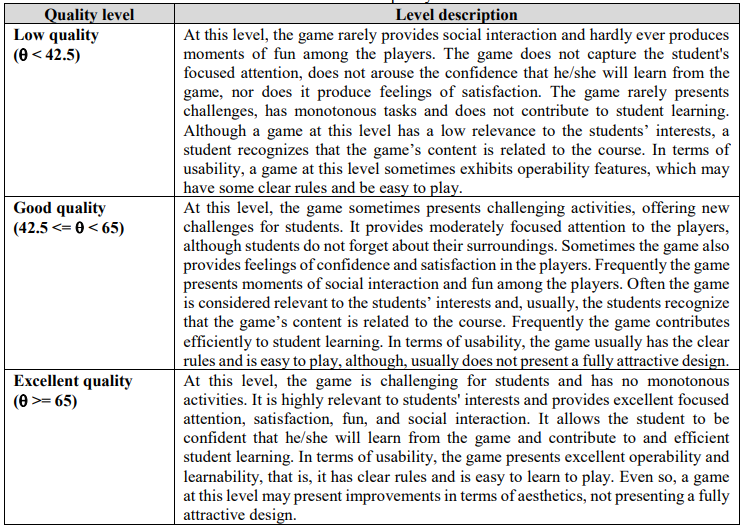 Quality level Level description
Low quality
(θ < 42.5)
At this level, the game rarely provides social interaction and hardly ever produces
moments of fun among the players. The game does not capture the student's
focused attention, does not arouse the confidence that he/she will learn from the
game, nor does it produce feelings of satisfaction. The game rarely presents
challenges, has monotonous tasks and does not contribute to student learning.
Although a game at this level has a low relevance to the students’ interests, a
student recognizes that the game’s content is related to the course. In terms of
usability, a game at this level sometimes exhibits operability features, which may
have some clear rules and be easy to play.
Good quality
(42.5 <= θ < 65)
At this level, the game sometimes presents challenging activities, offering new
challenges for students. It provides moderately focused attention to the players,
although students do not forget about their surroundings. Sometimes the game also
provides feelings of confidence and satisfaction in the players. Frequently the game
presents moments of social interaction and fun among the players. Often the game
is considered relevant to the students’ interests and, usually, the students recognize
that the game’s content is related to the course. Frequently the game contributes
efficiently to student learning. In terms of usability, the game usually has the clear
rules and is easy to play, although, usually does not present a fully attractive design.
Excellent quality
(θ >= 65)
At this level, the game is challenging for students and has no monotonous
activities. It is highly relevant to students' interests and provides excellent focused
attention, satisfaction, fun, and social interaction. It allows the student to be
confident that he/she will learn from the game and contribute to and efficient
student learning. In terms of usability, the game presents excellent operability and
learnability, that is, it has clear rules and is easy to learn to play. Even so, a game
at this level may present improvements in terms of aesthetics, not presenting a fully
attractive design.